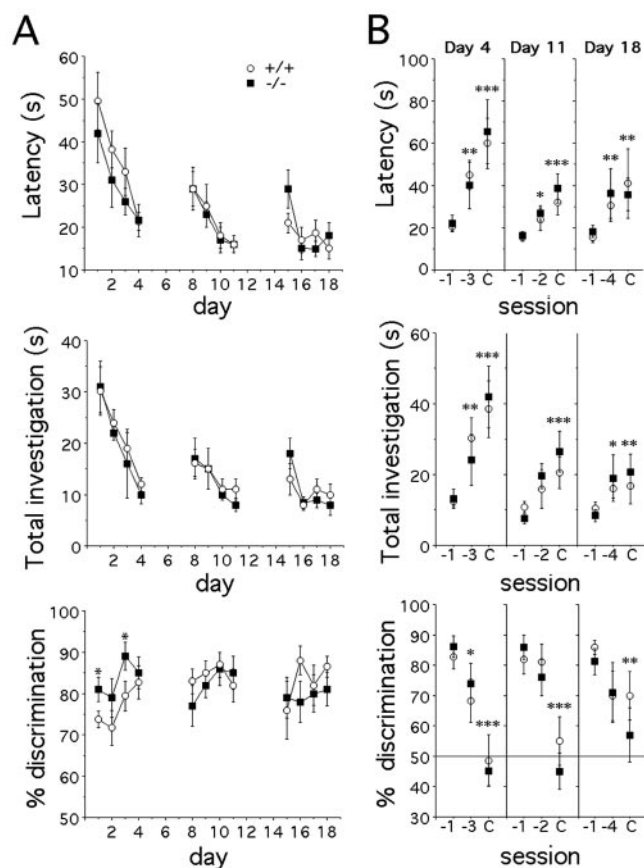 A
B
Day 4 Day 11 Day 18
Latency (s)
60
50
40
30
20
10
+/+
-/-
2 4 6 8 10 12 14 16 18
day
Latency (s)
100
80
60
40
20
0
** *** * *** ** **
-1 -3 C -1 -2 C -1 -4 C
session
Total investigation (s)
40
30
20
10
0
2 4 6 8 10 12 14 16 18
day
Total investigation (s)
60
40
20
0
** *** *** * **
-1 -3 C -1 -2 C -1 -4 C
session
% discrimination
100
90
80
70
60
50
* *
2 4 6 8 10 12 14 16 18
day
% discrimination
100
90
80
70
60
50
40
30
* *** *** **
-1 -3 C -1 -2 C -1 -4 C
session